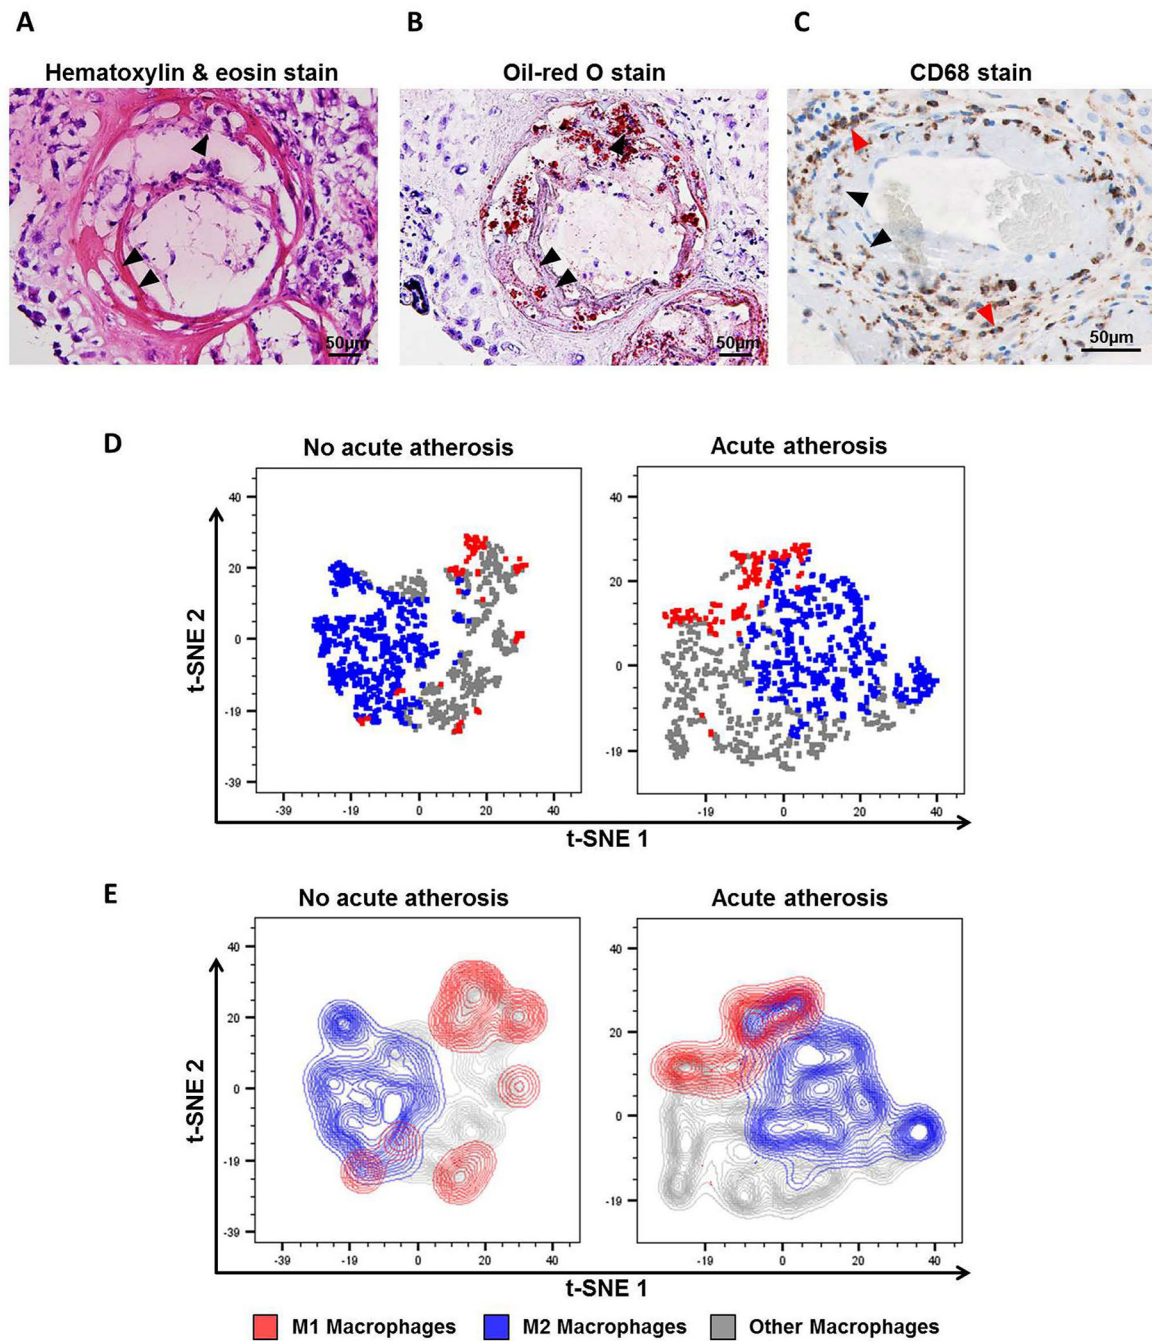 A
B
C
Hematoxylin & eosin stain
Oil-red O stain
CD68 stain
50µm
50µm
50µm
D
No acute atherosis
Acute atherosis
t-SNE 2
40
20
0
-19
-39
-39
-19
0
20
40
40
20
0
-19
-19
0
20
40
t-SNE 1
E
No acute atherosis
Acute atherosis
t-SNE 2
40
20
0
-19
-39
-39
-19
0
20
40
40
20
0
-19
-19
0
20
40
t-SNE 1
M1 Macrophages
M2 Macrophages
Other Macrophages